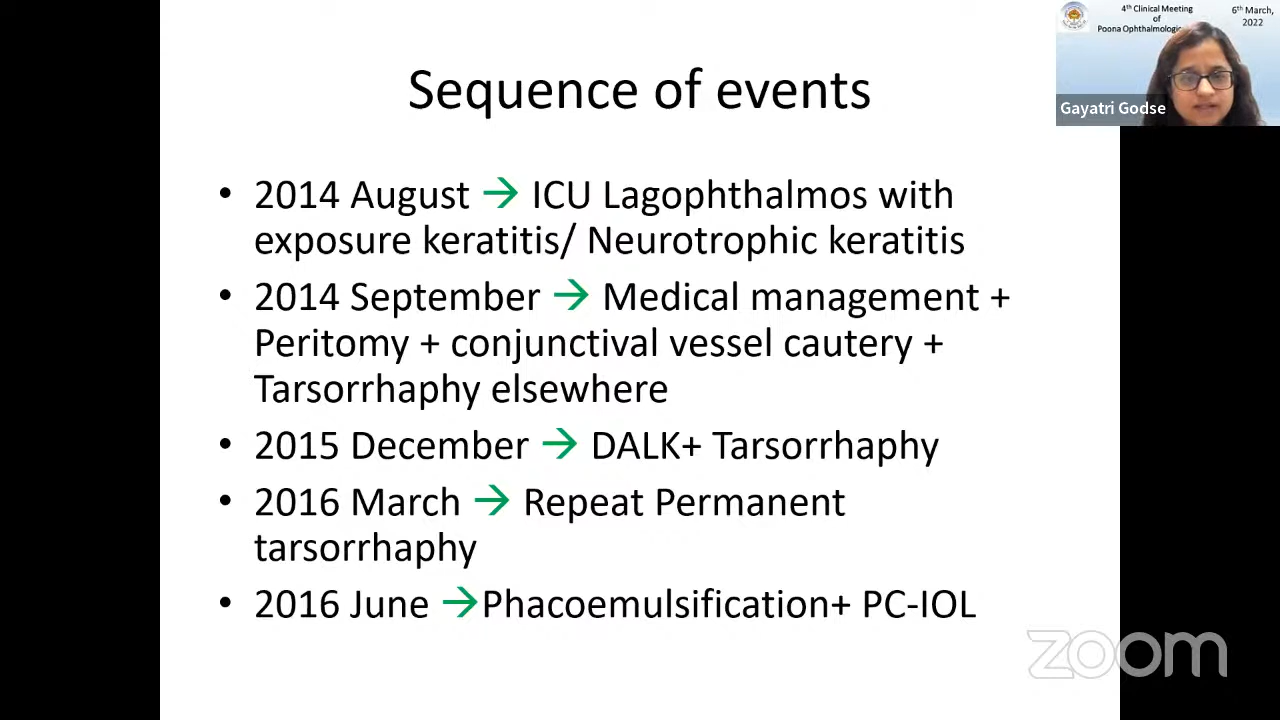 4th Clinical Meeting
of
Poona Ophthalmologic
6th March,
2022
Gayatri Godse
Sequence of events
• 2014 August → ICU Lagophthalmos with
exposure keratitis/ Neurotrophic keratitis
• 2014 September → Medical management +
Peritomy + conjunctival vessel cautery +
Tarsorrhaphy elsewhere
• 2015 December → DALK+ Tarsorrhaphy
• 2016 March → Repeat Permanent
tarsorrhaphy
• 2016 June →Phacoemulsification+ PC-IOL
zoom